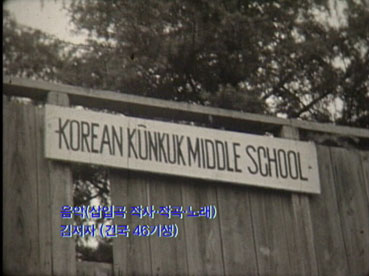 KOREAN KŪNKUK MIDDLE SCHOOL
음악(삽입곡 작사 작곡 노래)
(건국 46기생)